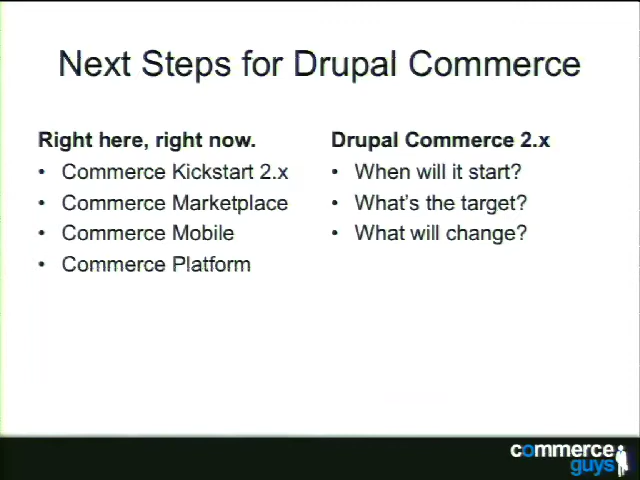 Next Steps for Drupal Commerce
Right here, right now.
• Commerce Kickstart 2.x
• Commerce Marketplace
• Commerce Mobile
• Commerce Platform
Drupal Commerce 2.x
• When will it start?
• What's the target?
• What will change?
commerce
guys